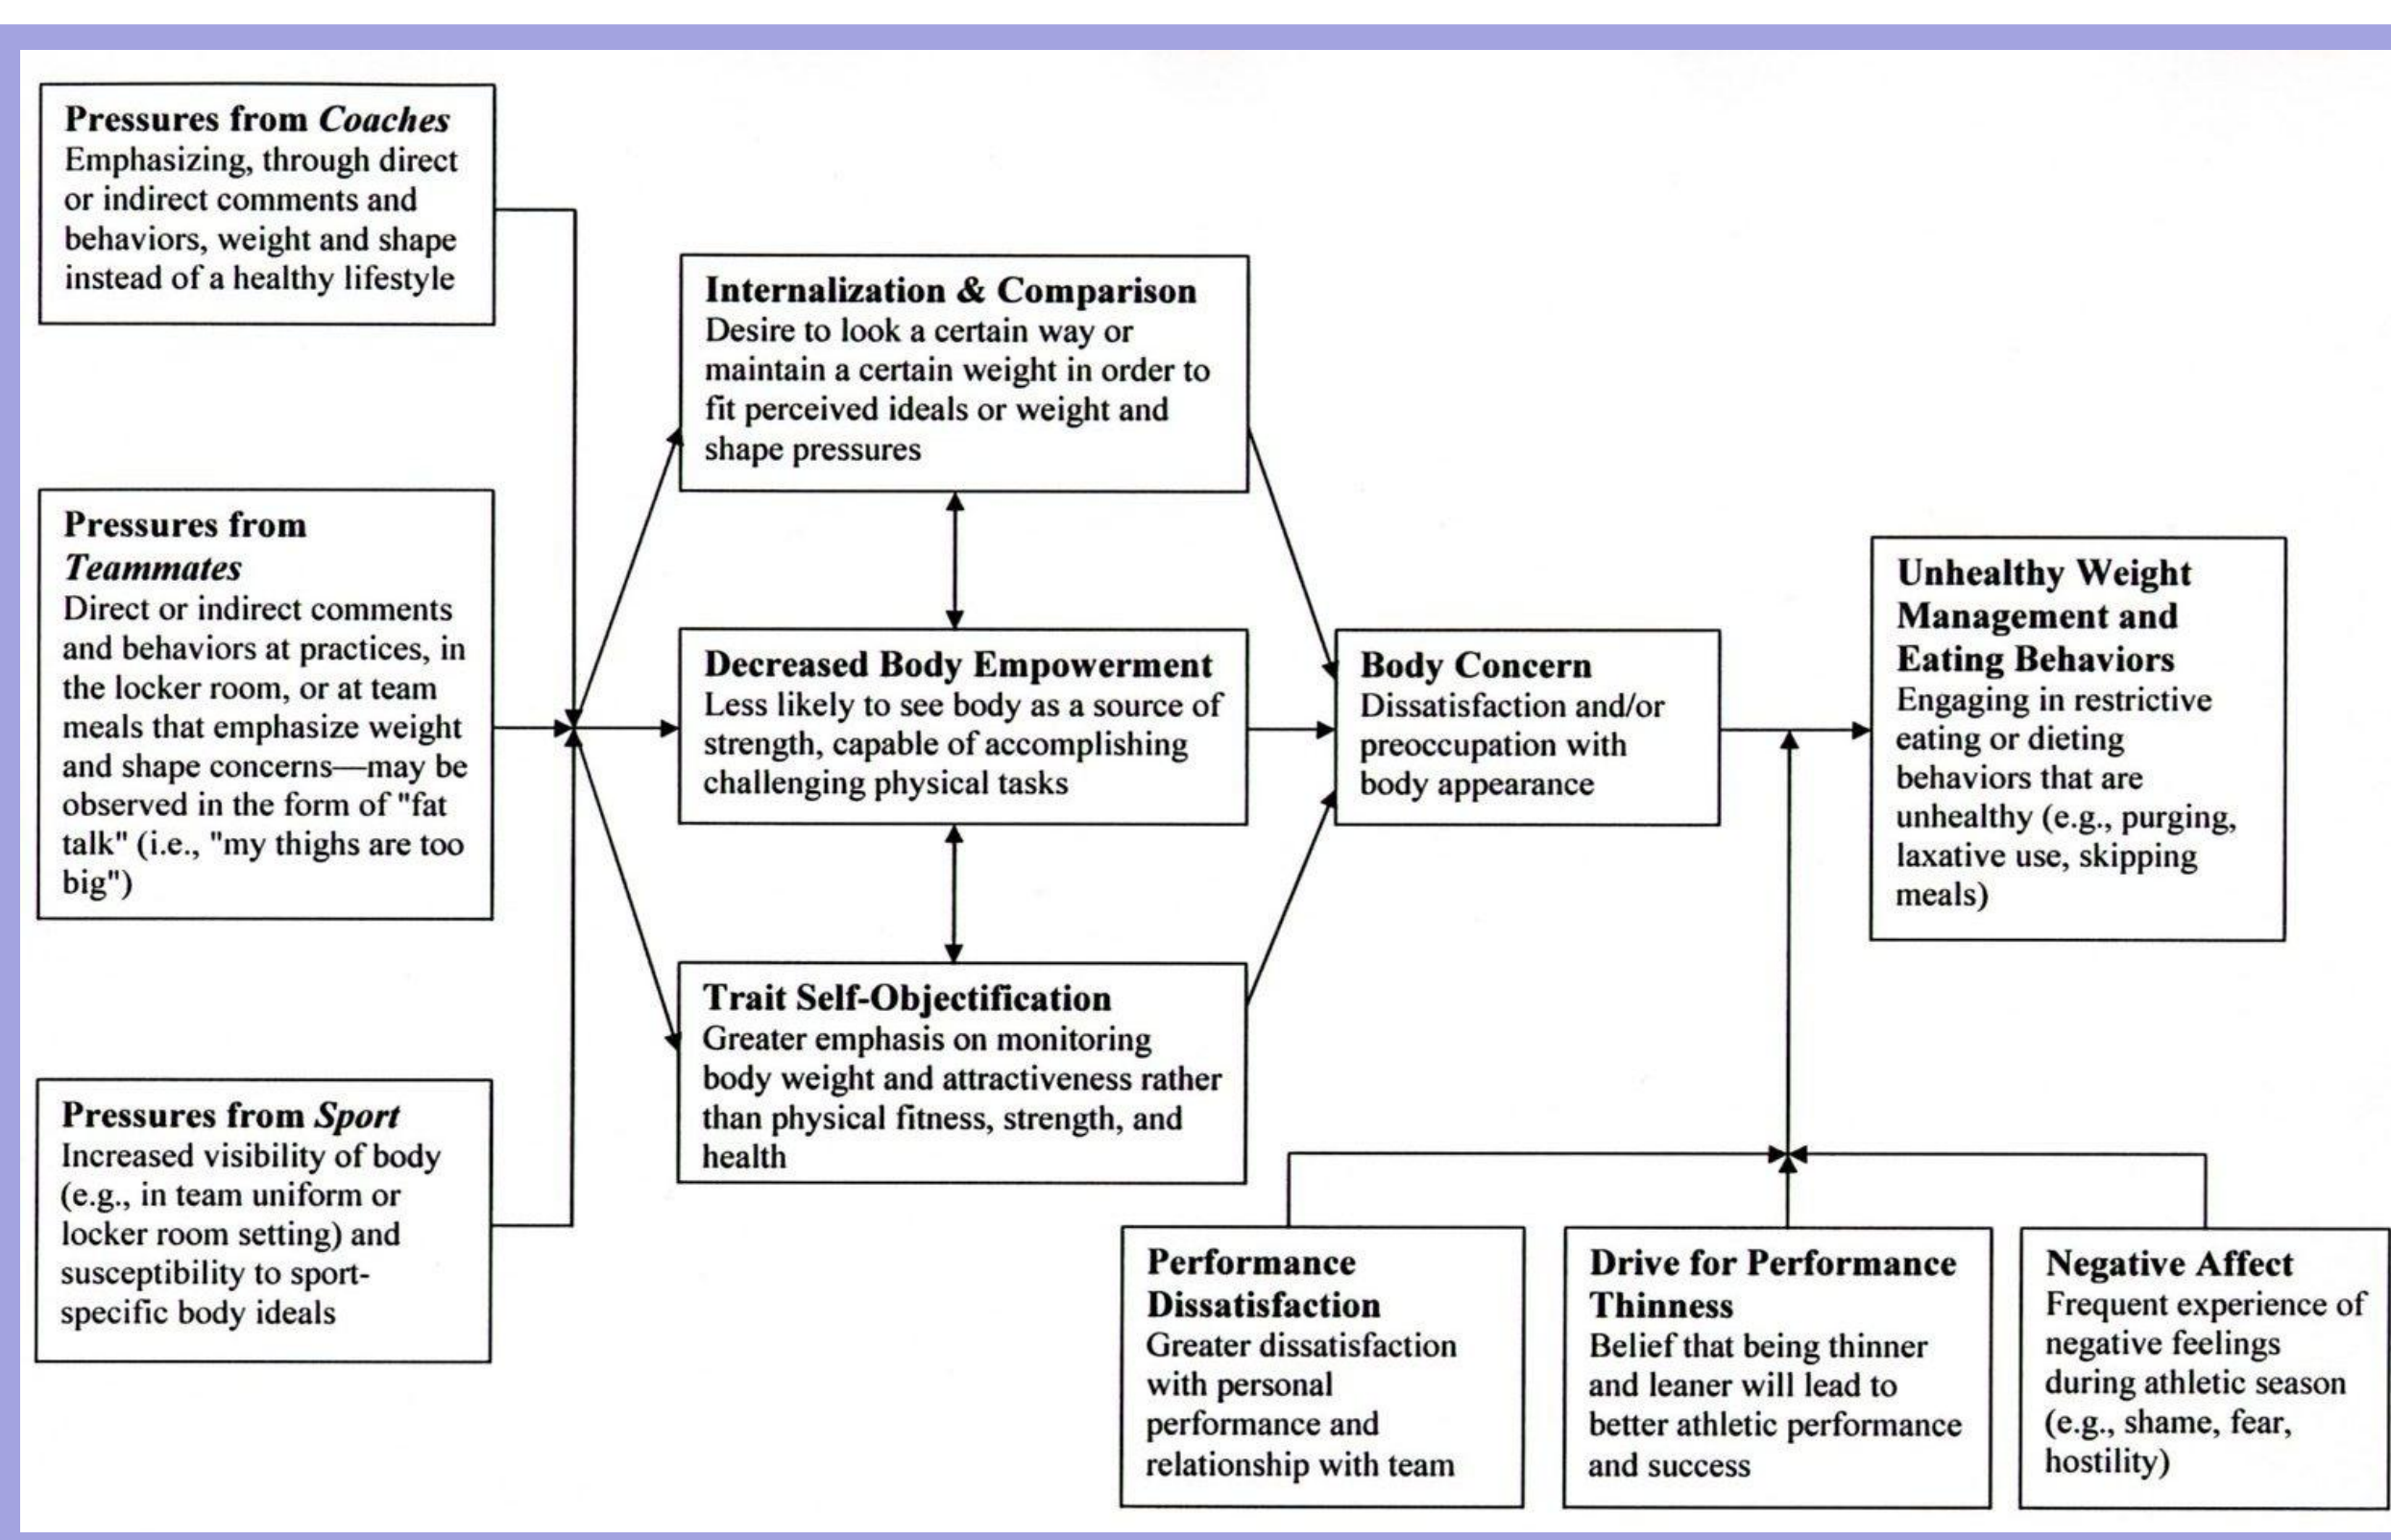 Pressures from Coaches
Emphasizing, through direct
or indirect comments and
behaviors, weight and shape
instead of a healthy lifestyle
Pressures from
Teammates
Direct or indirect comments
and behaviors at practices, in
the locker room, or at team
meals that emphasize weight
and shape concerns—may be
observed in the form of "fat
talk" (i.e., "my thighs are too
big")
Pressures from Sport
Increased visibility of body
(e.g., in team uniform or
locker room setting) and
susceptibility to sport-
specific body ideals
Internalization & Comparison
Desire to look a certain way or
maintain a certain weight in order to
fit perceived ideals or weight and
shape pressures
Decreased Body Empowerment
Less likely to see body as a source of
strength, capable of accomplishing
challenging physical tasks
Trait Self-Objectification
Greater emphasis on monitoring
body weight and attractiveness rather
than physical fitness, strength, and
health
Body Concern
Dissatisfaction and/or
preoccupation with
body appearance
Unhealthy Weight
Management and
Eating Behaviors
Engaging in restrictive
eating or dieting
behaviors that are
unhealthy (e.g., purging,
laxative use, skipping
meals)
Performance
Dissatisfaction
Greater dissatisfaction
with personal
performance and
relationship with team
Drive for Performance
Thinness
Belief that being thinner
and leaner will lead to
better athletic performance
and success
Negative Affect
Frequent experience of
negative feelings
during athletic season
(e.g., shame, fear,
hostility)